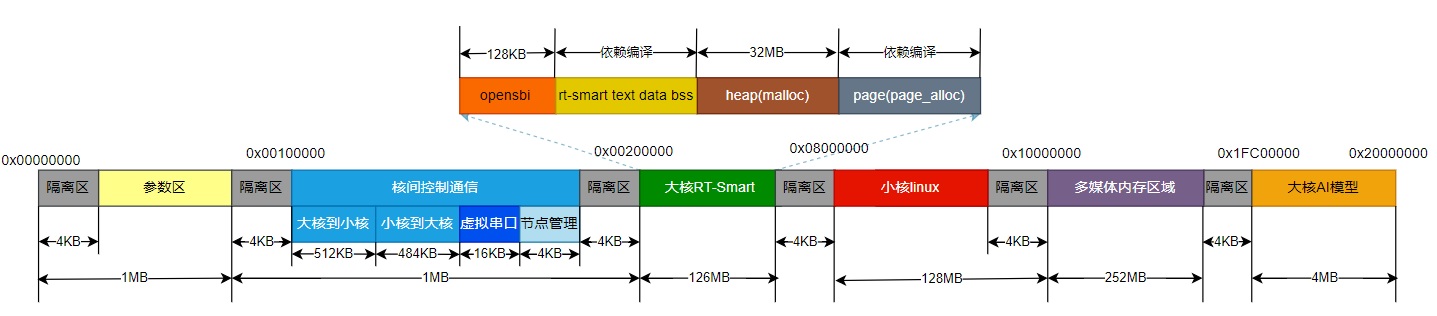 128KB 依赖编译 32MB 依赖编译
opensbi rt-smart text data bss heap(malloc) page(page_alloc)
0x00000000 0x00100000 0x00200000 0x08000000 0x10000000 0x1FC00000 0x20000000
隔离区 参数区 隔离区 核间控制通信 隔离区 大核RT-Smart 隔离区 小核linux 隔离区 多媒体内存区域 隔离区 大核AI模型
大核到小核 小核到大核 虚拟串口 节点管理
4KB 4KB 4KB 4KB 4KB 4KB
512KB 484KB 16KB 4KB
1MB 1MB 126MB 128MB 252MB 4MB